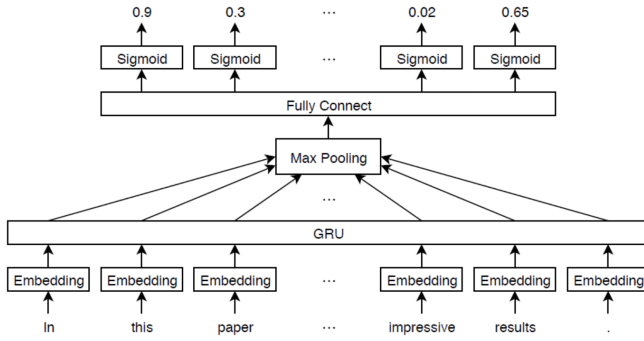 0.9 0.3 ... 0.02 0.65
Sigmoid Sigmoid ... Sigmoid Sigmoid
Fully Connect
Max Pooling
...
GRU
Embedding Embedding Embedding ... Embedding Embedding Embedding
In this paper ... impressive results .